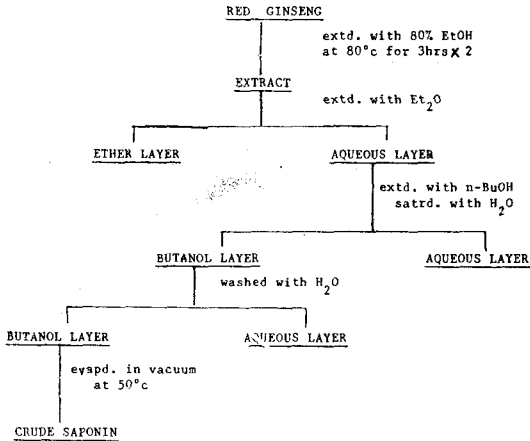 RED GINSENG
extd. with 80% EtOH
at 80°c for 3hrs x 2
EXTRACT
extd. with Et₂O
ETHER LAYER
AQUEOUS LAYER
extd. with n-BuOH
satrd. with H₂O
BUTANOL LAYER
AQUEOUS LAYER
washed with H₂O
BUTANOL LAYER
AQUEOUS LAYER
evapd. in vacuum
at 50°c
CRUDE SAPONIN